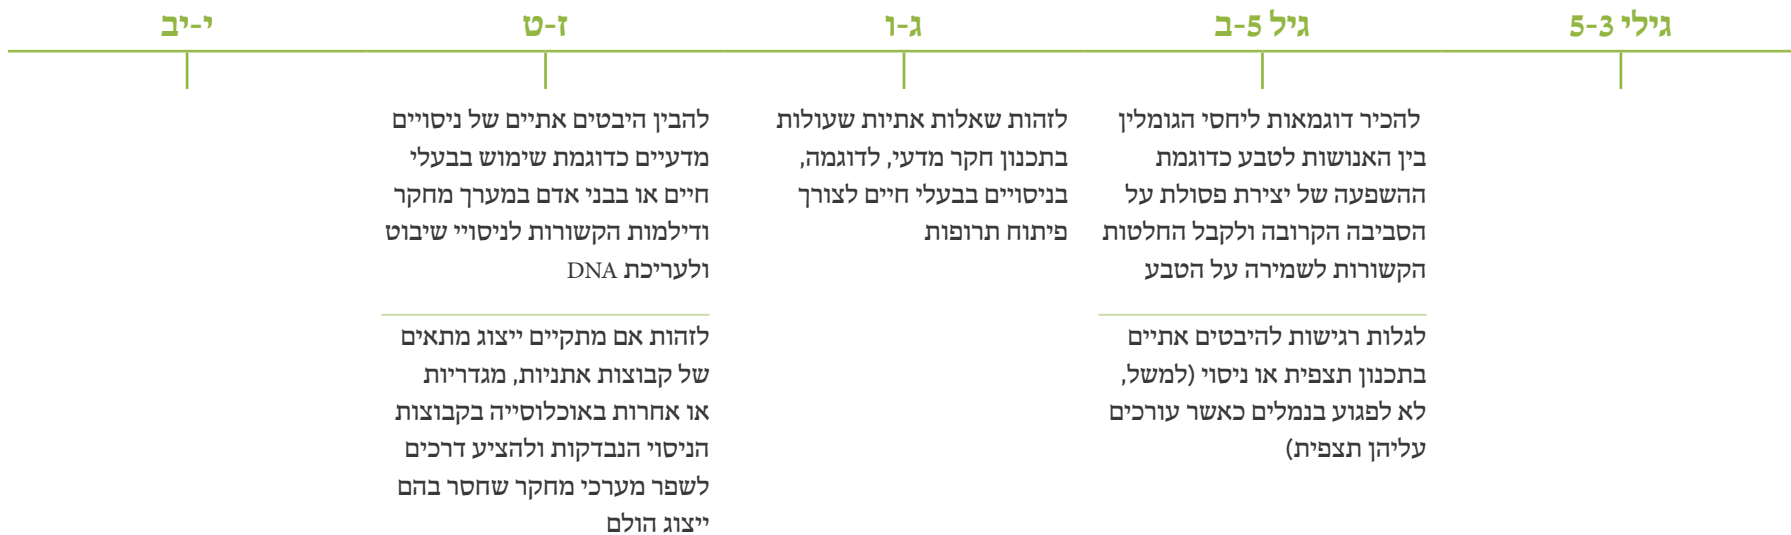 גילי 5-3
גיל 5-ב
ג-ו
ז-ט
י-יב
להכיר דוגמאות ליחסי הגומלין
בין האנושות לטבע כדוגמת
ההשפעה של יצירת פסולת על
הסביבה הקרובה ולקבל החלטות
הקשורות לשמירה על הטבע
לגלות רגישות להיבטים אתיים
בתכנון תצפית או ניסוי (למשל,
לא לפגוע בנמלים כאשר עורכים
עליהן תצפית)
לזהות שאלות אתיות שעולות
בתכנון חקר מדעי, לדוגמה,
בניסויים בבעלי חיים לצורך
פיתוח תרופות
להבין היבטים אתיים של ניסויים
מדעיים כדוגמת שימוש בבעלי
חיים או בבני אדם במערך מחקר
ודילמות הקשורות לניסויי שיבוט
ולעריכת DNA
לזהות אם מתקיים ייצוג מתאים
של קבוצות אתניות, מגדריות
או אחרות באוכלוסייה בקבוצות
הניסוי הנבדקות ולהציע דרכים
לשפר מערכי מחקר שחסר בהם
ייצוג הולם